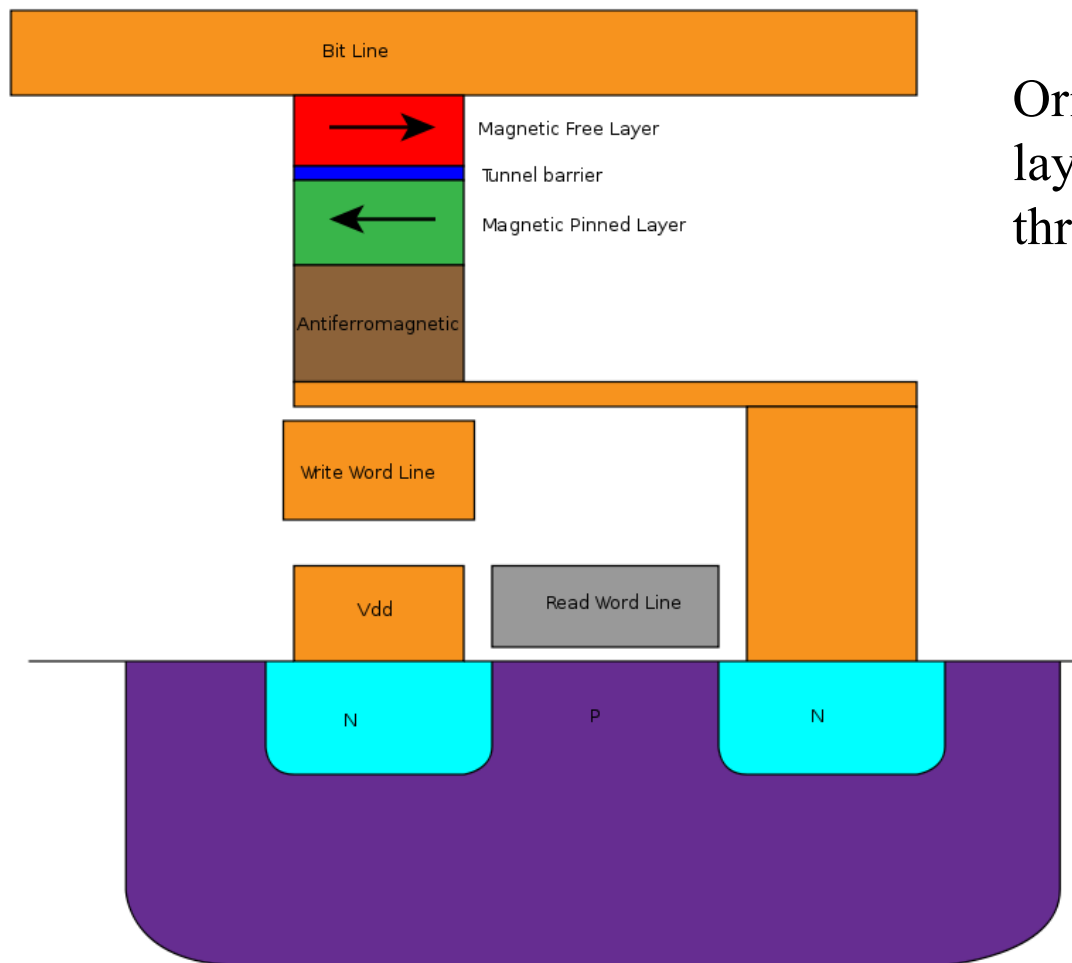 Bit Line
Magnetic Free Layer
Tunnel barrier
Magnetic Pinned Layer
Antiferromagnetic
Write Word Line
Vdd
Read Word Line
N
P
N